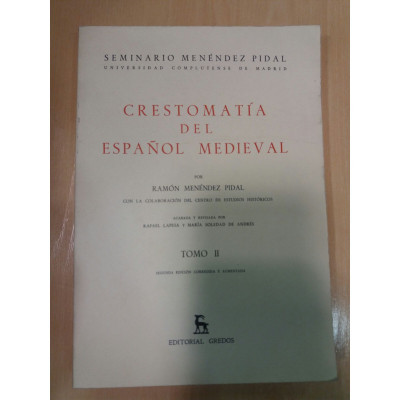 SEMINARIO MENÉNDEZ PIDAL
UNIVERSIDAD COMPLUTENSE DE MADRID
CRESTOMATÍA
DEL
ESPAÑOL MEDIEVAL
POR
RAMÓN MENÉNDEZ PIDAL
CON LA COLABORACIÓN DEL CENTRO DE ESTUDIOS HISTÓRICOS
ACABADA Y REVISADA POR
RAFAEL LAPESA Y MARÍA SOLEDAD DE ANDRÉS
TOMO II
SEGUNDA EDICIÓN CORREGIDA Y AUMENTADA
EDITORIAL GREDOS